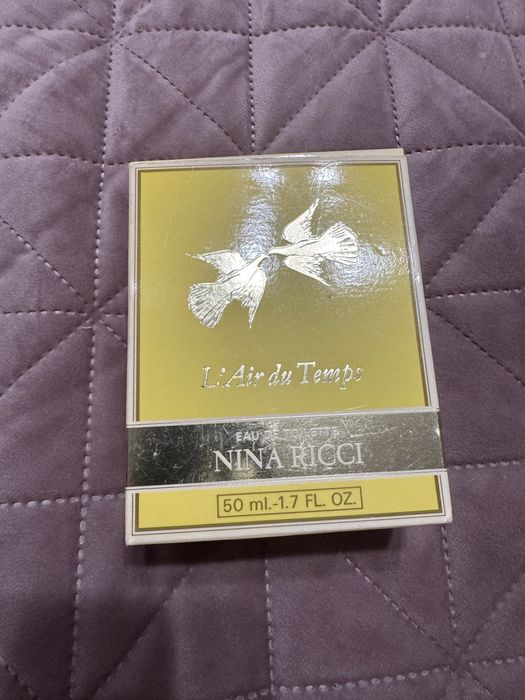 L'Air du Temps
EAU DE TOILETTE
NINA RICCI
50 ml.-1.7 FL. OZ.